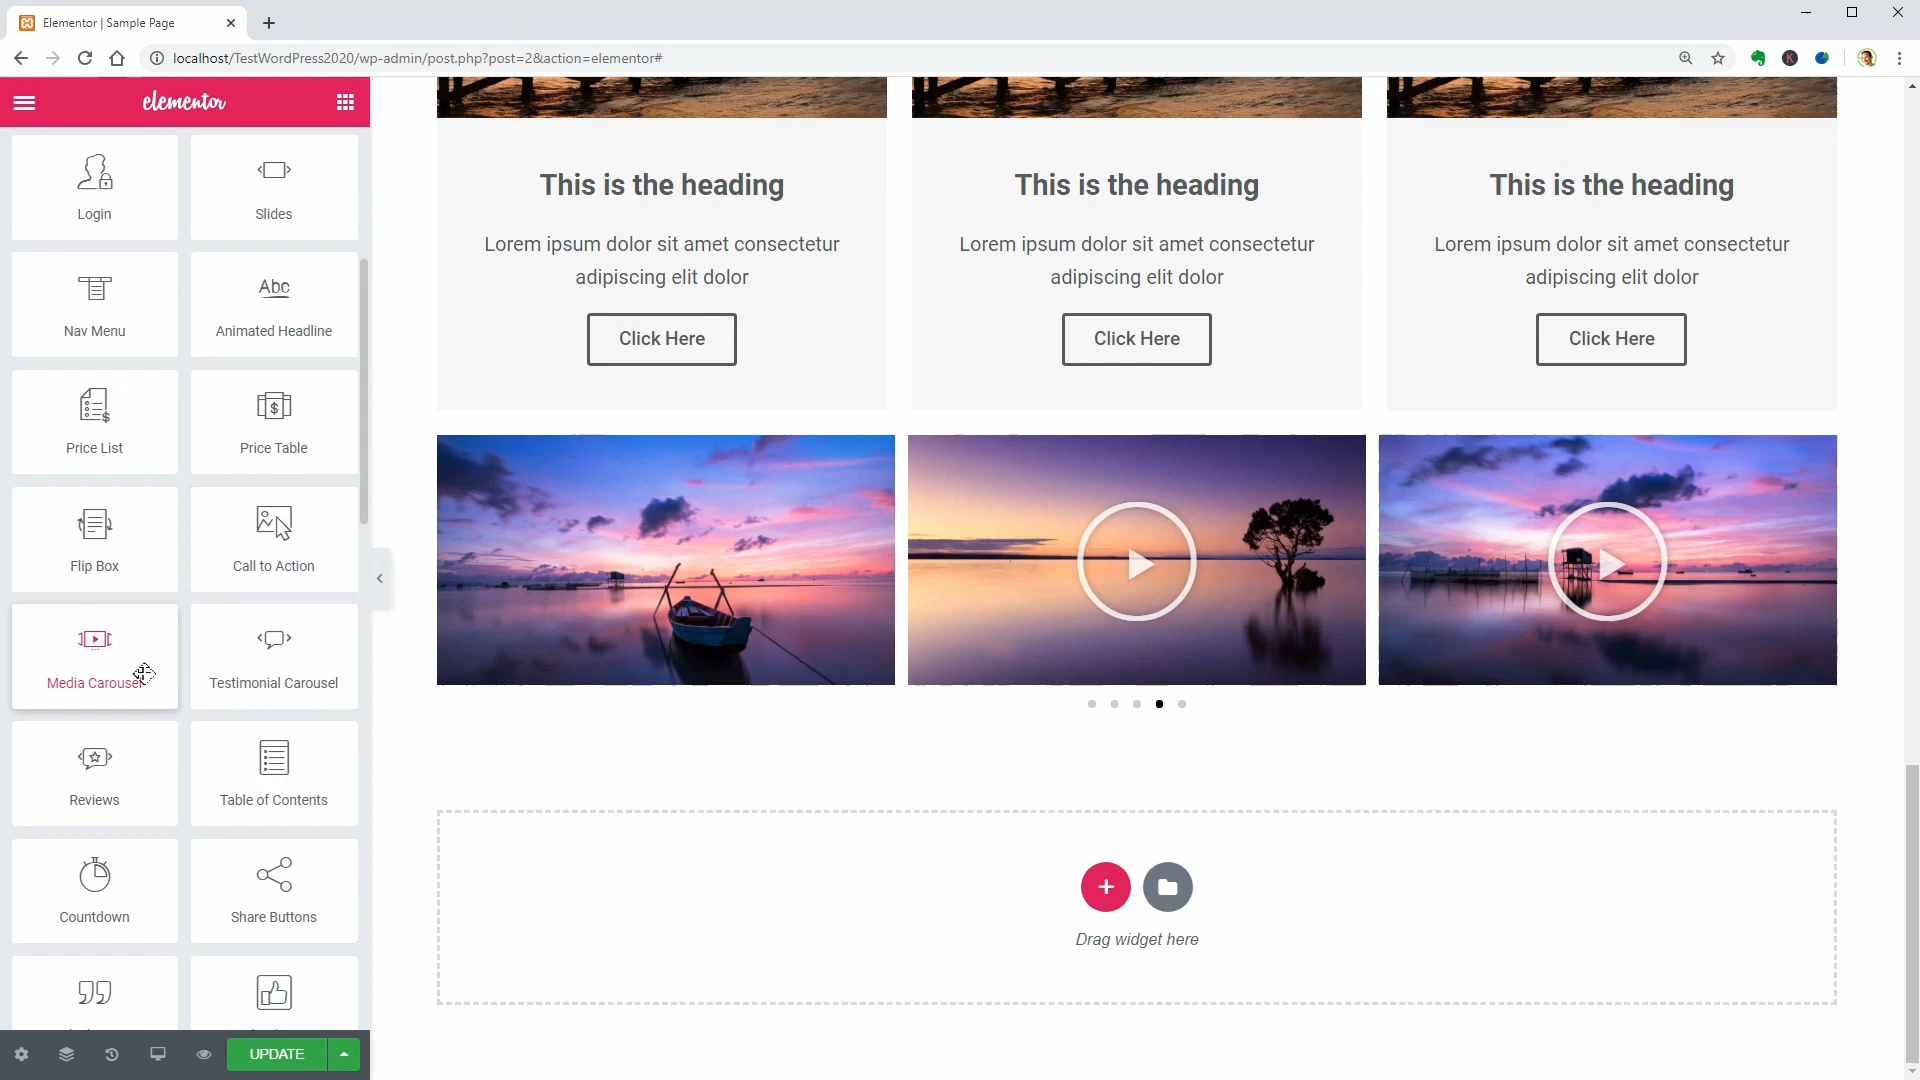 Elementor | Sample Page
localhost/TestWordPress2020/wp-admin/post.php?post=2&action=elementor#
K
elementor
Login
Slides
Abc
Nav Menu
Animated Headline
$
$
Price List
Price Table
Flip Box
Call to Action
Media Carousel
Testimonial Carousel
Reviews
Table of Contents
Countdown
Share Buttons
UPDATE
This is the heading
Lorem ipsum dolor sit amet consectetur
adipiscing elit dolor
Click Here
This is the heading
Lorem ipsum dolor sit amet consectetur
adipiscing elit dolor
Click Here
This is the heading
Lorem ipsum dolor sit amet consectetur
adipiscing elit dolor
Click Here
Drag widget here